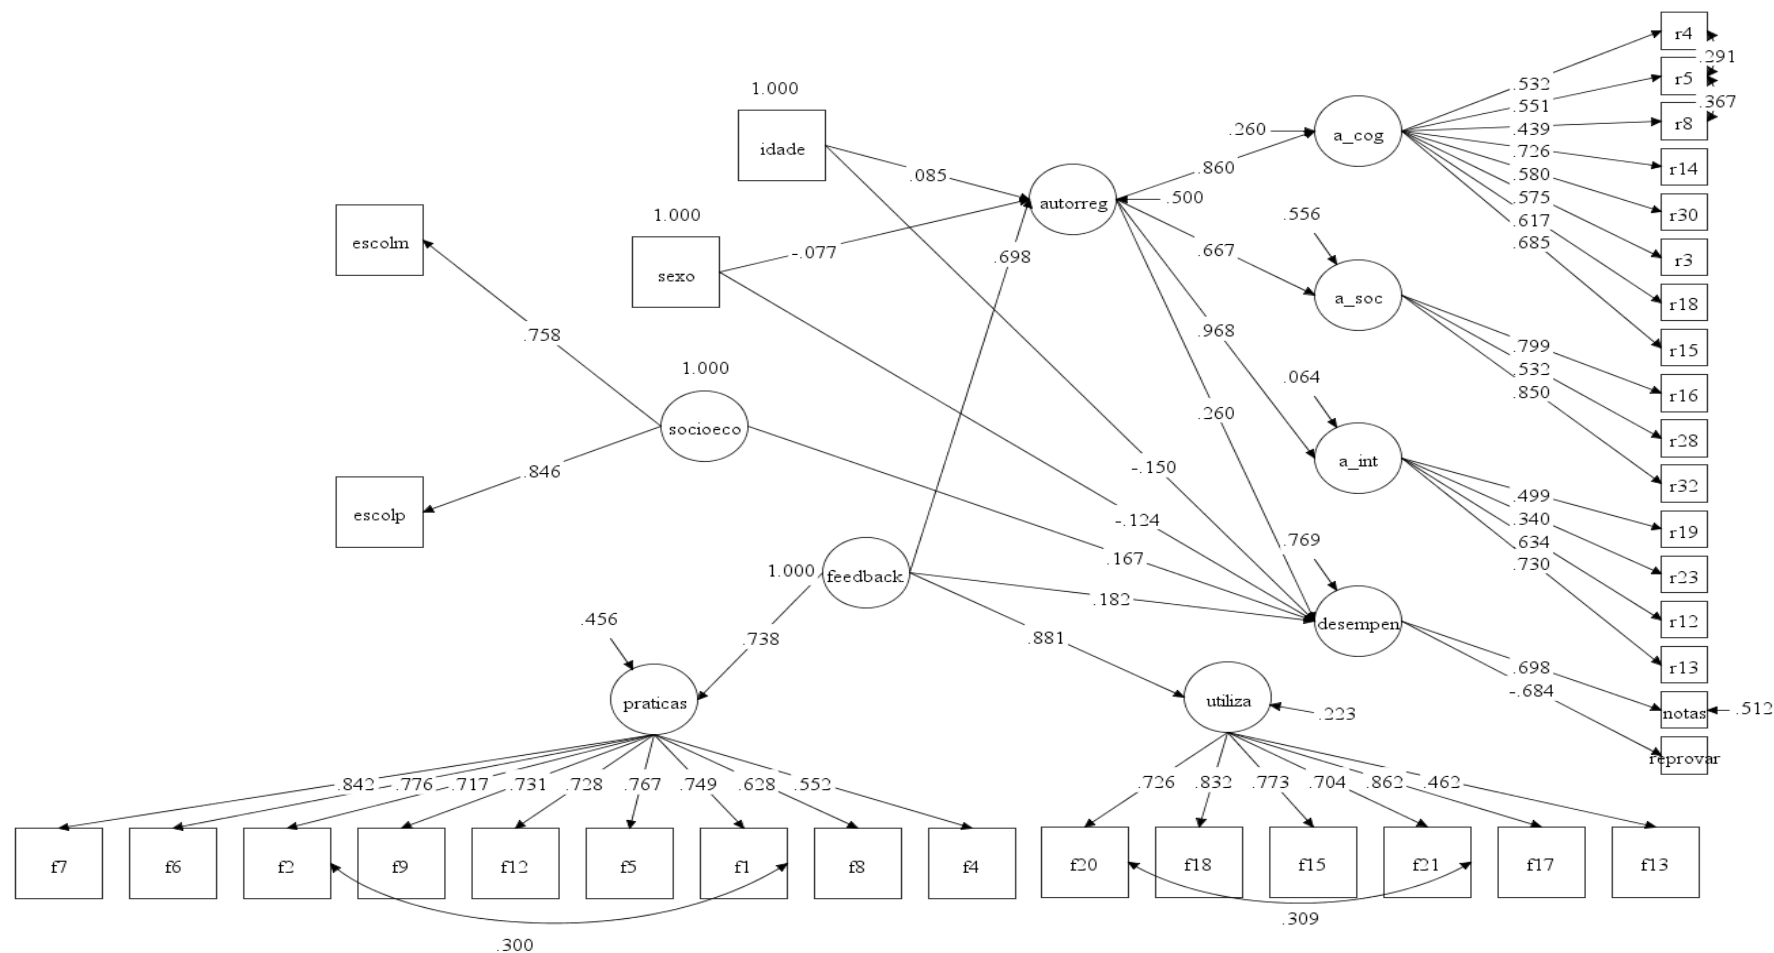 r4
.291
r5
.532
1.000
.551
.367
r8
.260
a_cog
.439
idade
.726
r14
.860
.580
.085
autorreg
.500
.575
r30
1.000
.556
.617
escolm
.685
r3
-.077
.667
sexo
.698
a_soc
r18
.758
.968
.799
r15
1.000
.064
.532
.850
r16
socioeco
.260
r28
.846
-.150
a_int
r32
.499
escolp
-.124
.340
r19
.769
.634
.167
.730
r23
1.000
feedback
.182
r12
.456
desempen
.738
.881
.698
r13
-.684
praticas
utiliza
.223
notas
.512
reprovar
.842 .776 .717 .731 .728 .767 .749 .628 .552
.726 .832 .773 .704 .862 .462
f7 f6 f2 f9 f12 f5 f1 f8 f4
f20 f18 f15 f21 f17 f13
.309
.300